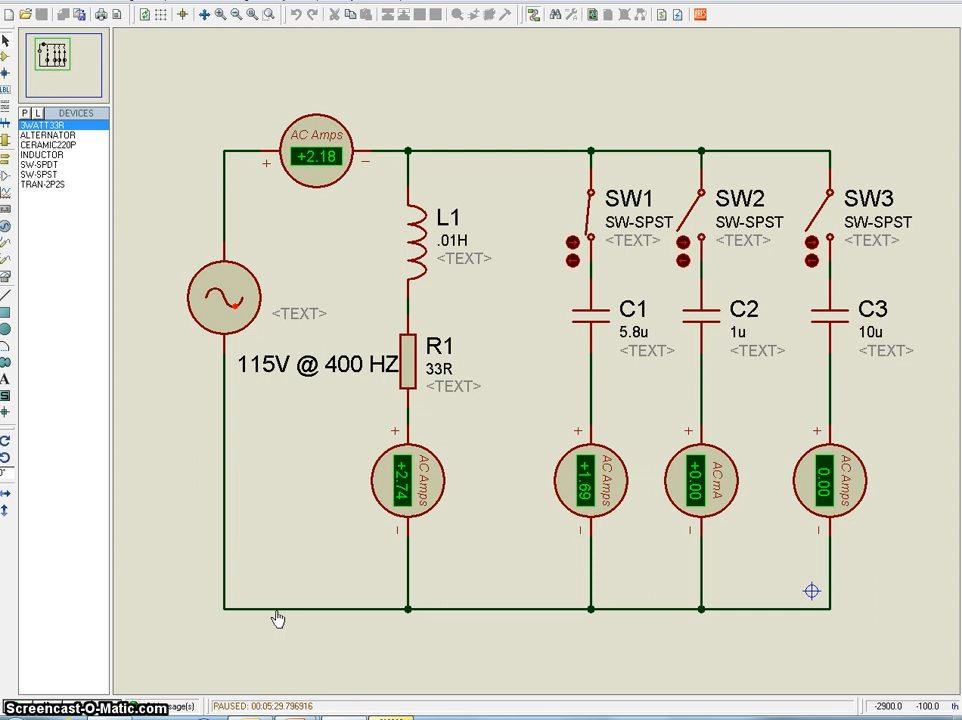 P L DEVICES
3WATT33R
ALTERNATOR
CERAMIC220P
INDUCTOR
SW-SPDT
SW-SPST
TRAN-2P2S
AC Amps
+2.18
+
−
L1
.01H
<TEXT>
SW1
SW-SPST
<TEXT>
SW2
SW-SPST
<TEXT>
SW3
SW-SPST
<TEXT>
<TEXT>
115V @ 400 HZ
R1
33R
<TEXT>
C1
5.8u
<TEXT>
C2
1u
<TEXT>
C3
10u
<TEXT>
+
+2.74
AC Amps
−
+
+1.69
AC Amps
−
+
+0.00
AC mA
−
+
0.00
AC Amps
−
Screencast-O-Matic.com
PAUSED: 00:05:29.796916
-2900.0
-100.0
th